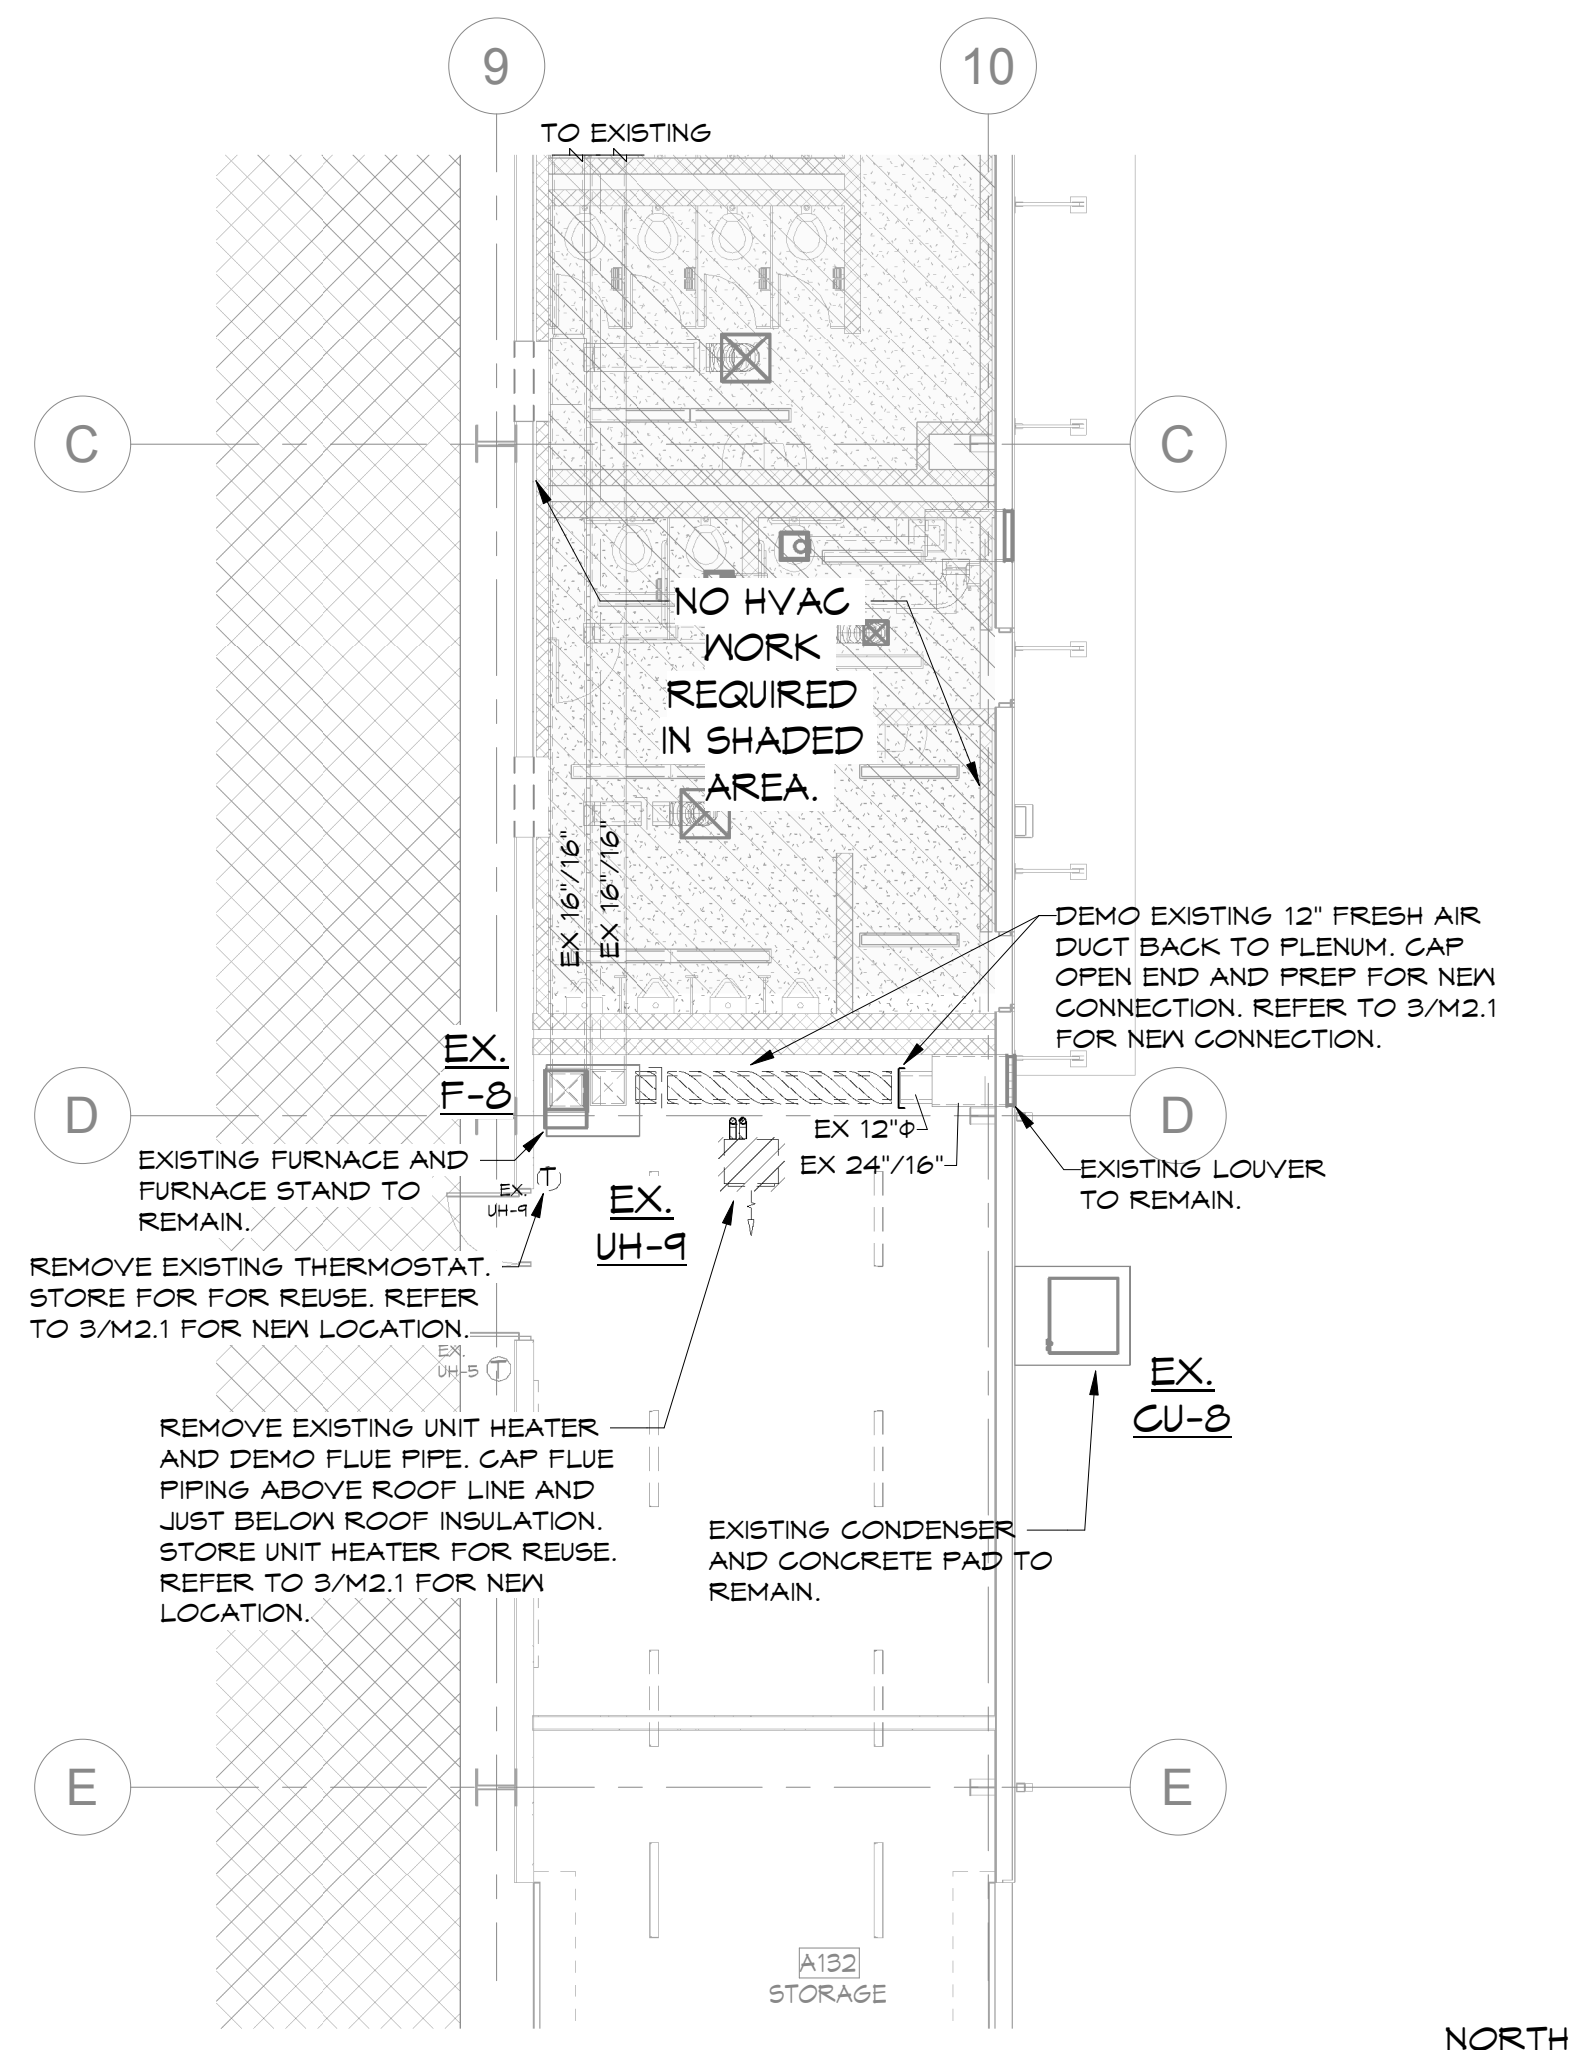 9
10
TO EXISTING
C
C
NO HVAC
WORK
REQUIRED
IN SHADED
AREA.
EX 16"/16"
EX 16"/16"
DEMO EXISTING 12" FRESH AIR
DUCT BACK TO PLENUM. CAP
OPEN END AND PREP FOR NEW
CONNECTION. REFER TO 3/M2.1
FOR NEW CONNECTION.
EX.
F-8
D
D
EX 12"Φ
EX 24"/16"
EXISTING FURNACE AND
FURNACE STAND TO
REMAIN.
T
EX.
UH-9
EX.
UH-9
EXISTING LOUVER
TO REMAIN.
REMOVE EXISTING THERMOSTAT.
STORE FOR FOR REUSE. REFER
TO 3/M2.1 FOR NEW LOCATION.
EX.
UH-5
T
EX.
CU-8
REMOVE EXISTING UNIT HEATER
AND DEMO FLUE PIPE. CAP FLUE
PIPING ABOVE ROOF LINE AND
JUST BELOW ROOF INSULATION.
STORE UNIT HEATER FOR REUSE.
REFER TO 3/M2.1 FOR NEW
LOCATION.
EXISTING CONDENSER
AND CONCRETE PAD TO
REMAIN.
E
E
A132
STORAGE
NORTH